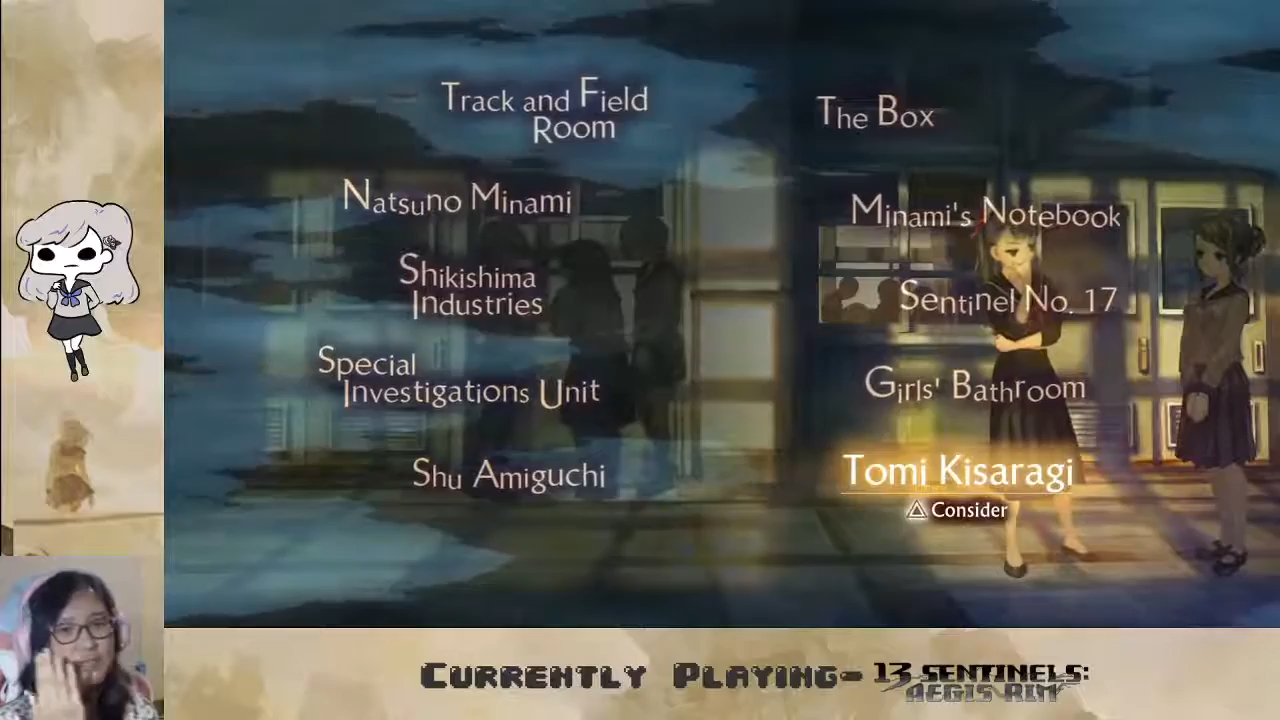 Track and Field
Room
Natsuno Minami
Shikishima
Industries
Special
Investigations Unit
Shu Amiguchi
The Box
Minami's Notebook
Sentinel No. 17
Girls' Bathroom
Tomi Kisaragi
Consider
Currently Playing- 13 SENTINELS:
AEGIS RIM